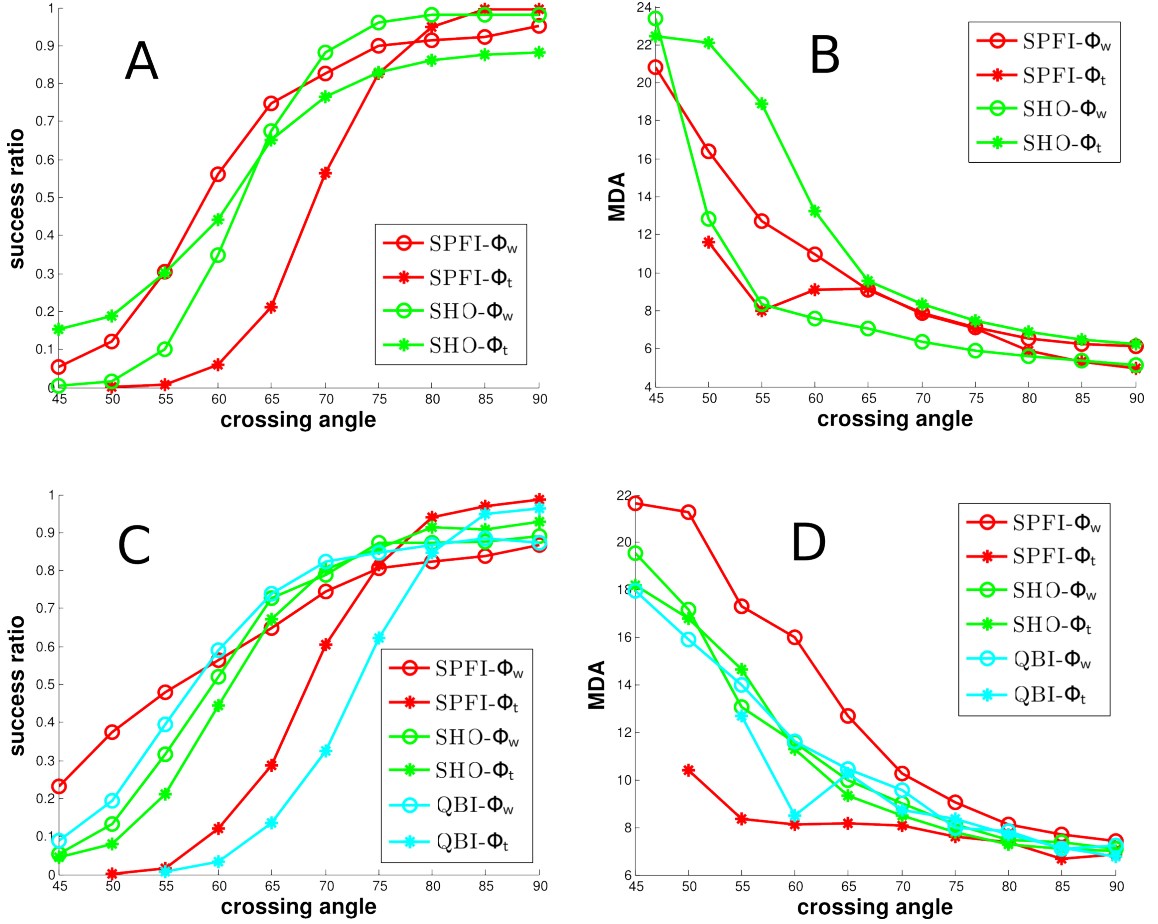 A
success ratio
1
0.9
0.8
0.7
0.6
0.5
0.4
0.3
0.2
0.1
0
45 50 55 60 65 70 75 80 85 90
crossing angle
SPFI-Φw
SPFI-Φt
SHO-Φw
SHO-Φt
B
MDA
24
22
20
18
16
14
12
10
8
6
4
45 50 55 60 65 70 75 80 85 90
crossing angle
SPFI-Φw
SPFI-Φt
SHO-Φw
SHO-Φt
C
success ratio
1
0.9
0.8
0.7
0.6
0.5
0.4
0.3
0.2
0.1
0
45 50 55 60 65 70 75 80 85 90
crossing angle
SPFI-Φw
SPFI-Φt
SHO-Φw
SHO-Φt
QBI-Φw
QBI-Φt
D
MDA
22
20
18
16
14
12
10
8
6
45 50 55 60 65 70 75 80 85 90
crossing angle
SPFI-Φw
SPFI-Φt
SHO-Φw
SHO-Φt
QBI-Φw
QBI-Φt